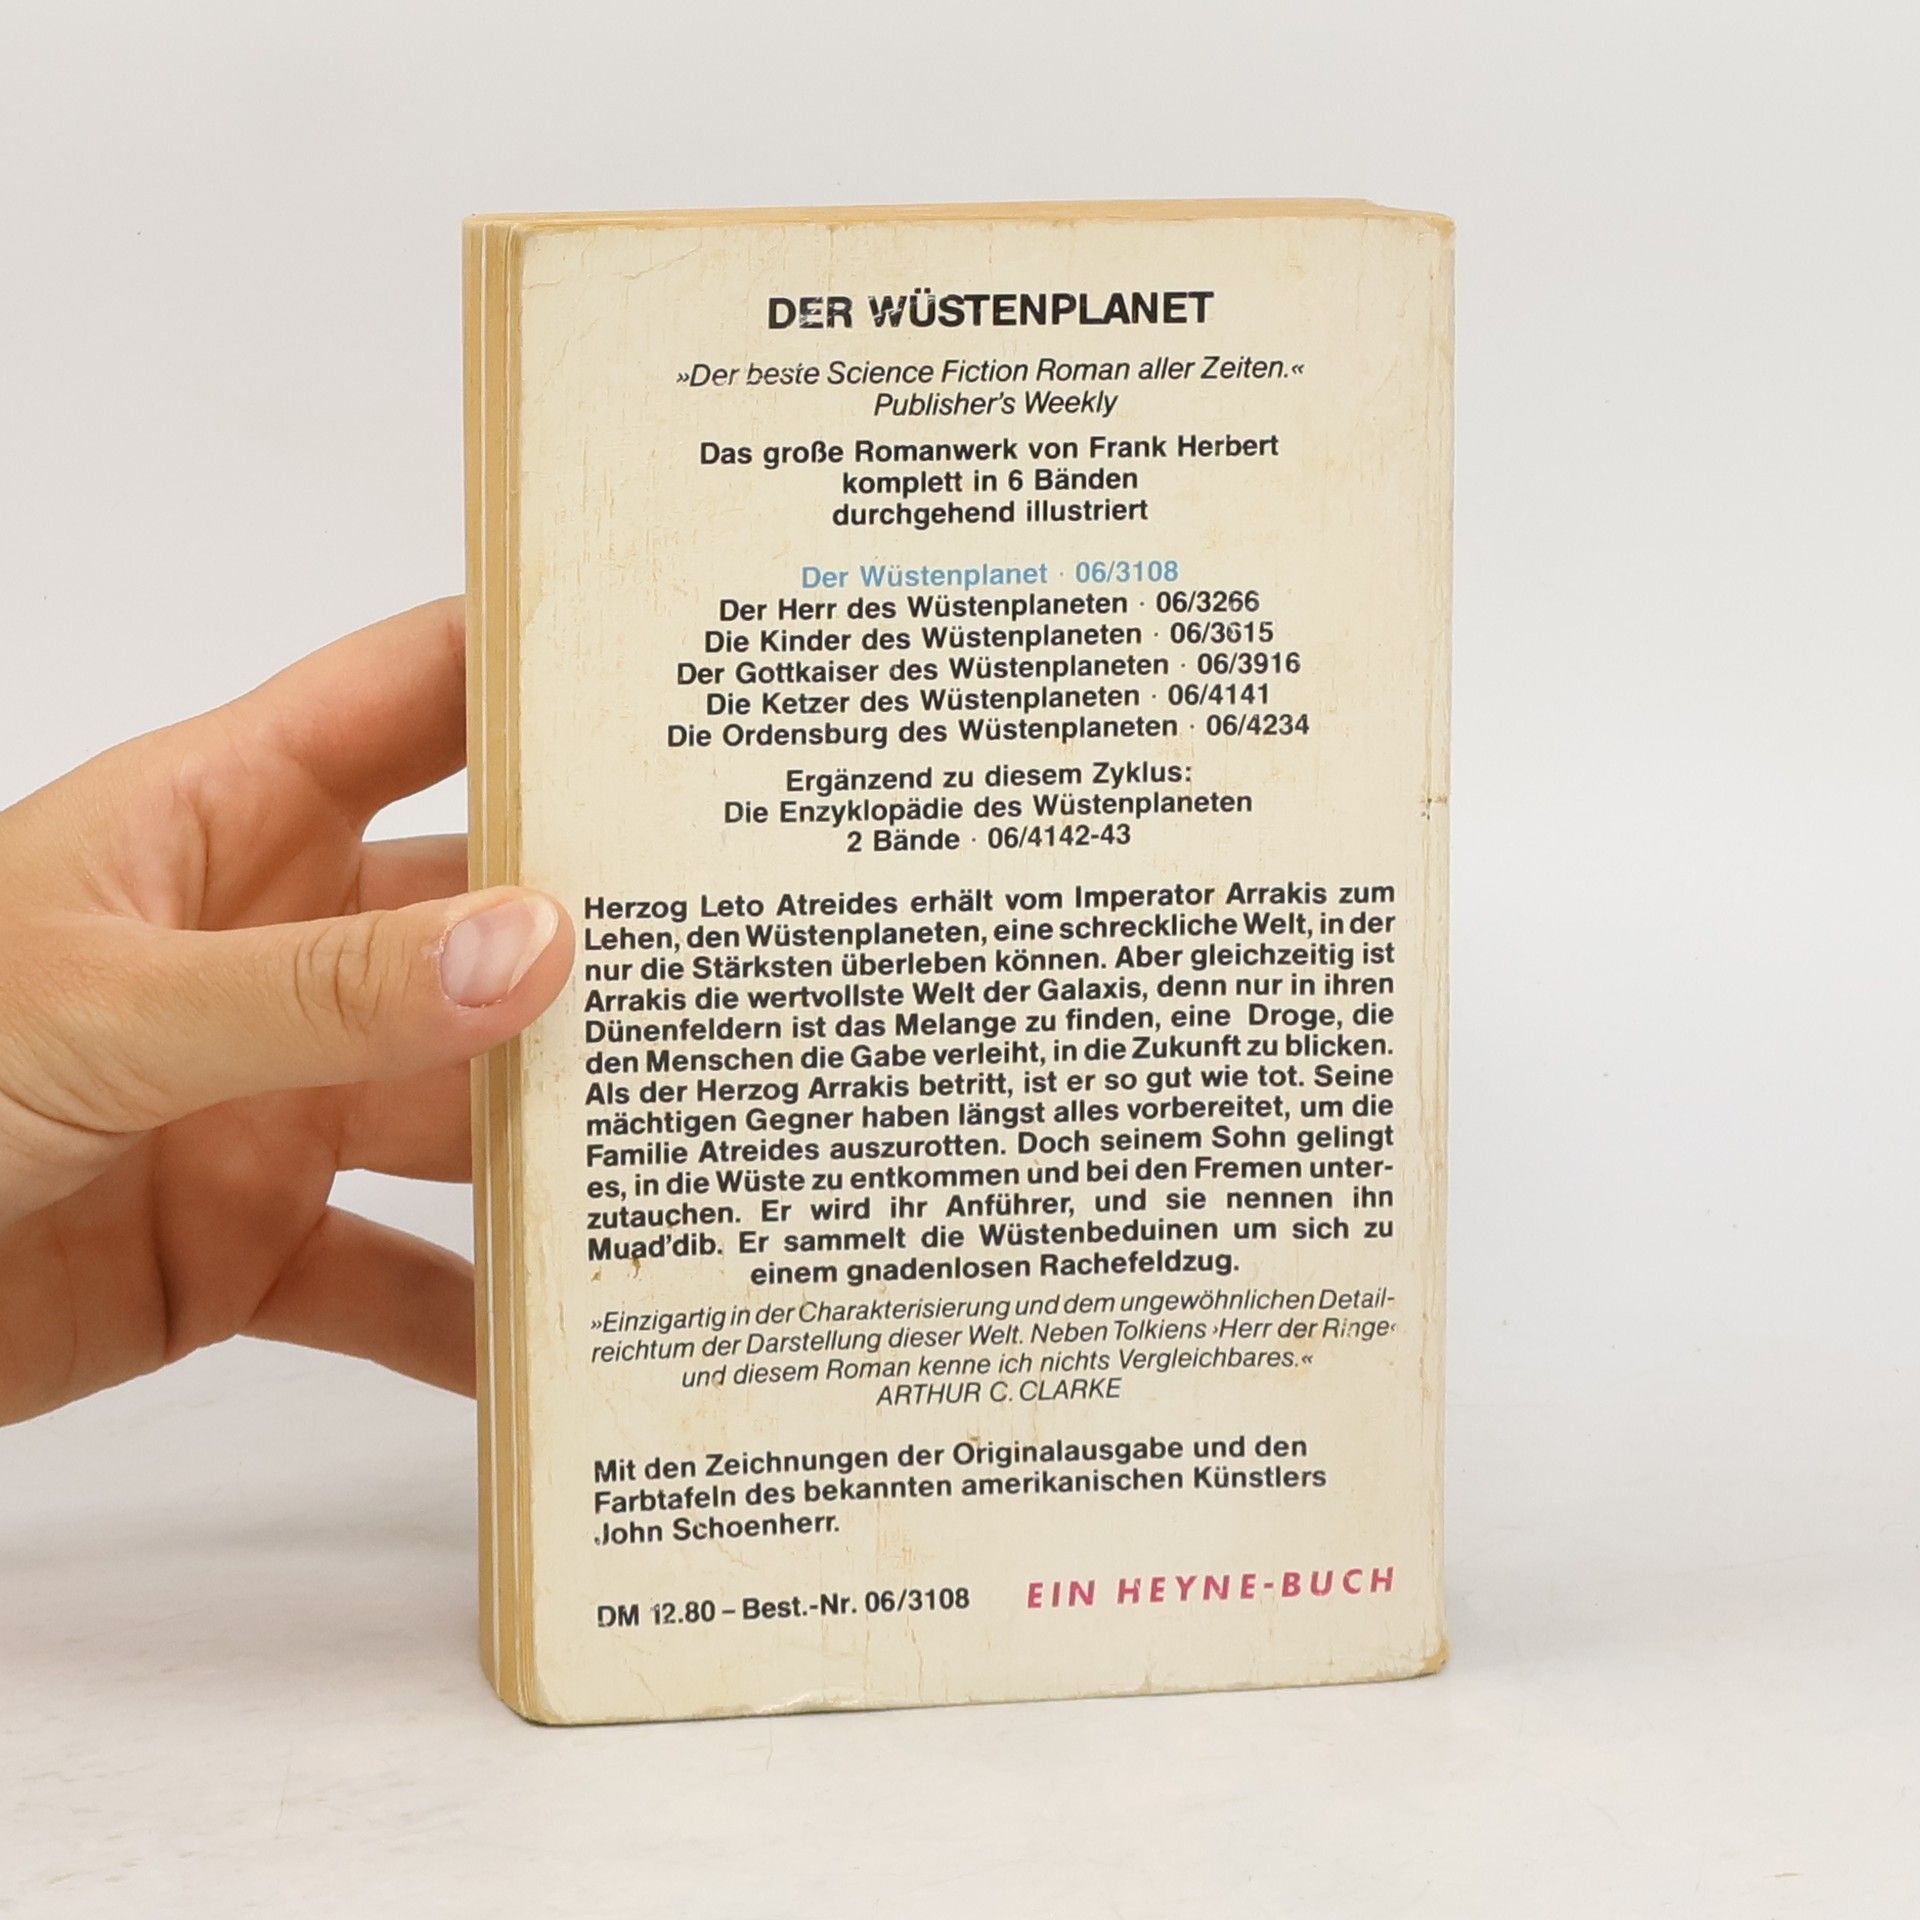 DER WÜSTENPLANET
»Der beste Science Fiction Roman aller Zeiten.«
Publisher's Weekly
Das große Romanwerk von Frank Herbert
komplett in 6 Bänden
durchgehend illustriert
Der Wüstenplanet · 06/3108
Der Herr des Wüstenplaneten · 06/3266
Die Kinder des Wüstenplaneten · 06/3615
Der Gottkaiser des Wüstenplaneten · 06/3916
Die Ketzer des Wüstenplaneten · 06/4141
Die Ordensburg des Wüstenplaneten · 06/4234
Ergänzend zu diesem Zyklus:
Die Enzyklopädie des Wüstenplaneten
2 Bände · 06/4142-43
Herzog Leto Atreides erhält vom Imperator Arrakis zum
Lehen, den Wüstenplaneten, eine schreckliche Welt, in der
nur die Stärksten überleben können. Aber gleichzeitig ist
Arrakis die wertvollste Welt der Galaxis, denn nur in ihren
Dünenfeldern ist das Melange zu finden, eine Droge, die
den Menschen die Gabe verleiht, in die Zukunft zu blicken.
Als der Herzog Arrakis betritt, ist er so gut wie tot. Seine
mächtigen Gegner haben längst alles vorbereitet, um die
Familie Atreides auszurotten. Doch seinem Sohn gelingt
es, in die Wüste zu entkommen und bei den Fremen unter-
zutauchen. Er wird ihr Anführer, und sie nennen ihn
Muad'dib. Er sammelt die Wüstenbeduinen um sich zu
einem gnadenlosen Rachefeldzug.
»Einzigartig in der Charakterisierung und dem ungewöhnlichen Detail-
reichtum der Darstellung dieser Welt. Neben Tolkiens ›Herr der Ringe‹
und diesem Roman kenne ich nichts Vergleichbares.«
ARTHUR C. CLARKE
Mit den Zeichnungen der Originalausgabe und den
Farbtafeln des bekannten amerikanischen Künstlers
John Schoenherr.
DM 12.80 – Best.-Nr. 06/3108
EIN HEYNE-BUCH